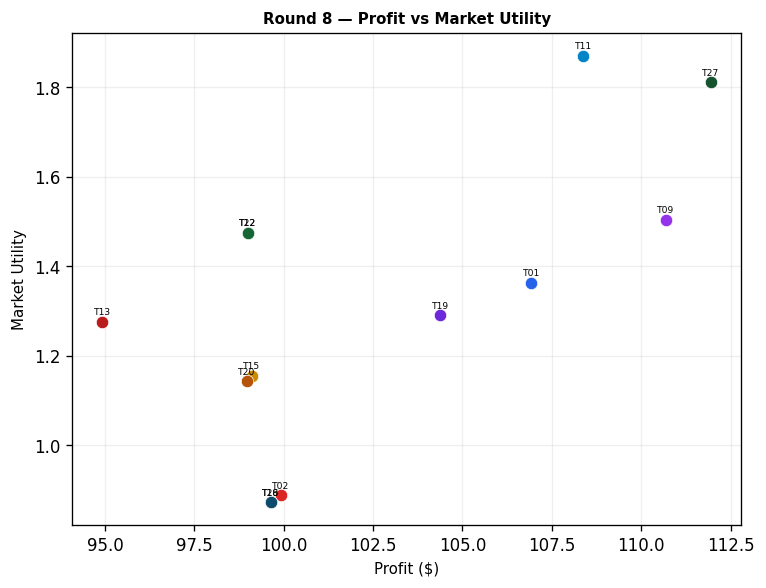 Round 8 — Profit vs Market Utility
T11
T27
T09
T22
T01
T19
T13
T15
T20
T02
1.8
1.6
1.4
1.2
1.0
Market Utility
95.0 97.5 100.0 102.5 105.0 107.5 110.0 112.5
Profit ($)